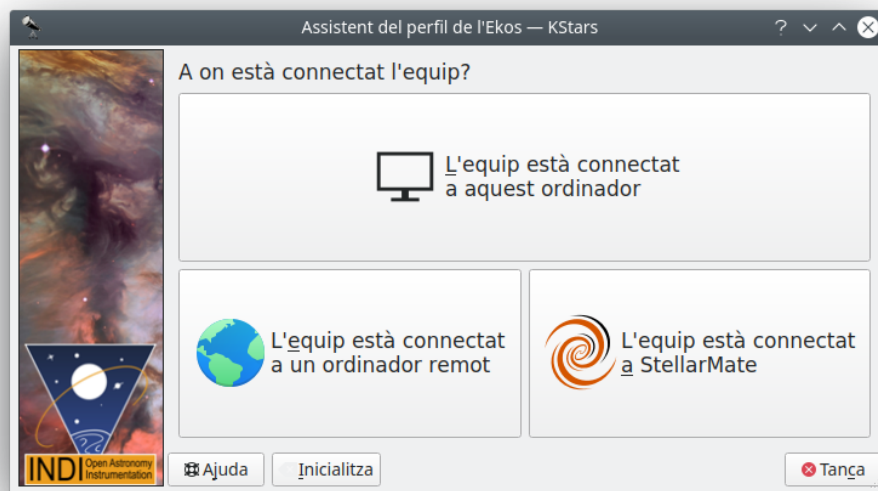 Assistent del perfil de l'Ekos — KStars
A on està connectat l'equip?
L'equip està connectat
a aquest ordinador
L'equip està connectat
a un ordinador remot
L'equip està connectat
a StellarMate
INDI Open Astronomy
Instrumentation
Ajuda
Inicialitza
Tanca